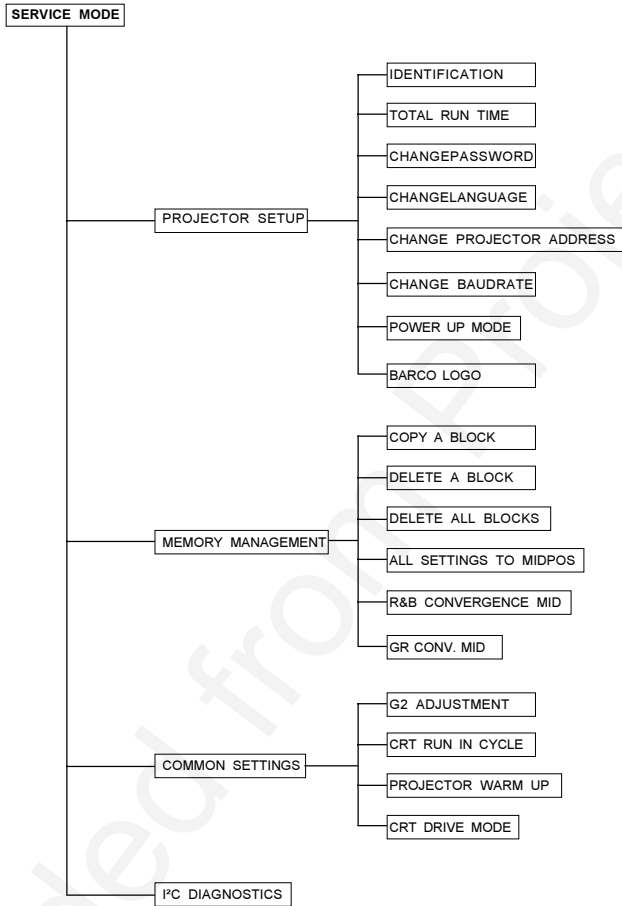 SERVICE MODE
IDENTIFICATION
TOTAL RUN TIME
CHANGEPASSWORD
CHANGELANGUAGE
PROJECTOR SETUP
CHANGE PROJECTOR ADDRESS
CHANGE BAUDRATE
POWER UP MODE
BARCO LOGO
COPY A BLOCK
DELETE A BLOCK
DELETE ALL BLOCKS
MEMORY MANAGEMENT
ALL SETTINGS TO MIDPOS
R&B CONVERGENCE MID
GR CONV. MID
G2 ADJUSTMENT
CRT RUN IN CYCLE
COMMON SETTINGS
PROJECTOR WARM UP
CRT DRIVE MODE
I²C DIAGNOSTICS